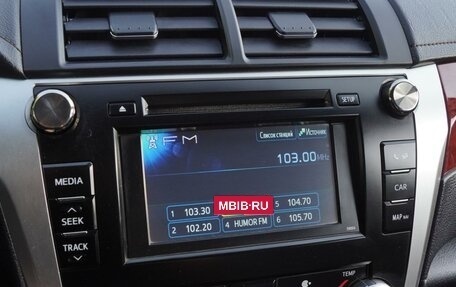 SETUP
FM
Список станций
Источник
103.00 MHz
MEDIA
SEEK
TRACK
CAR
MAP
MBIB-RU
1 103.30
5 104.70
2 102.20
4 HUMOR FM
6 105.70
TEMP